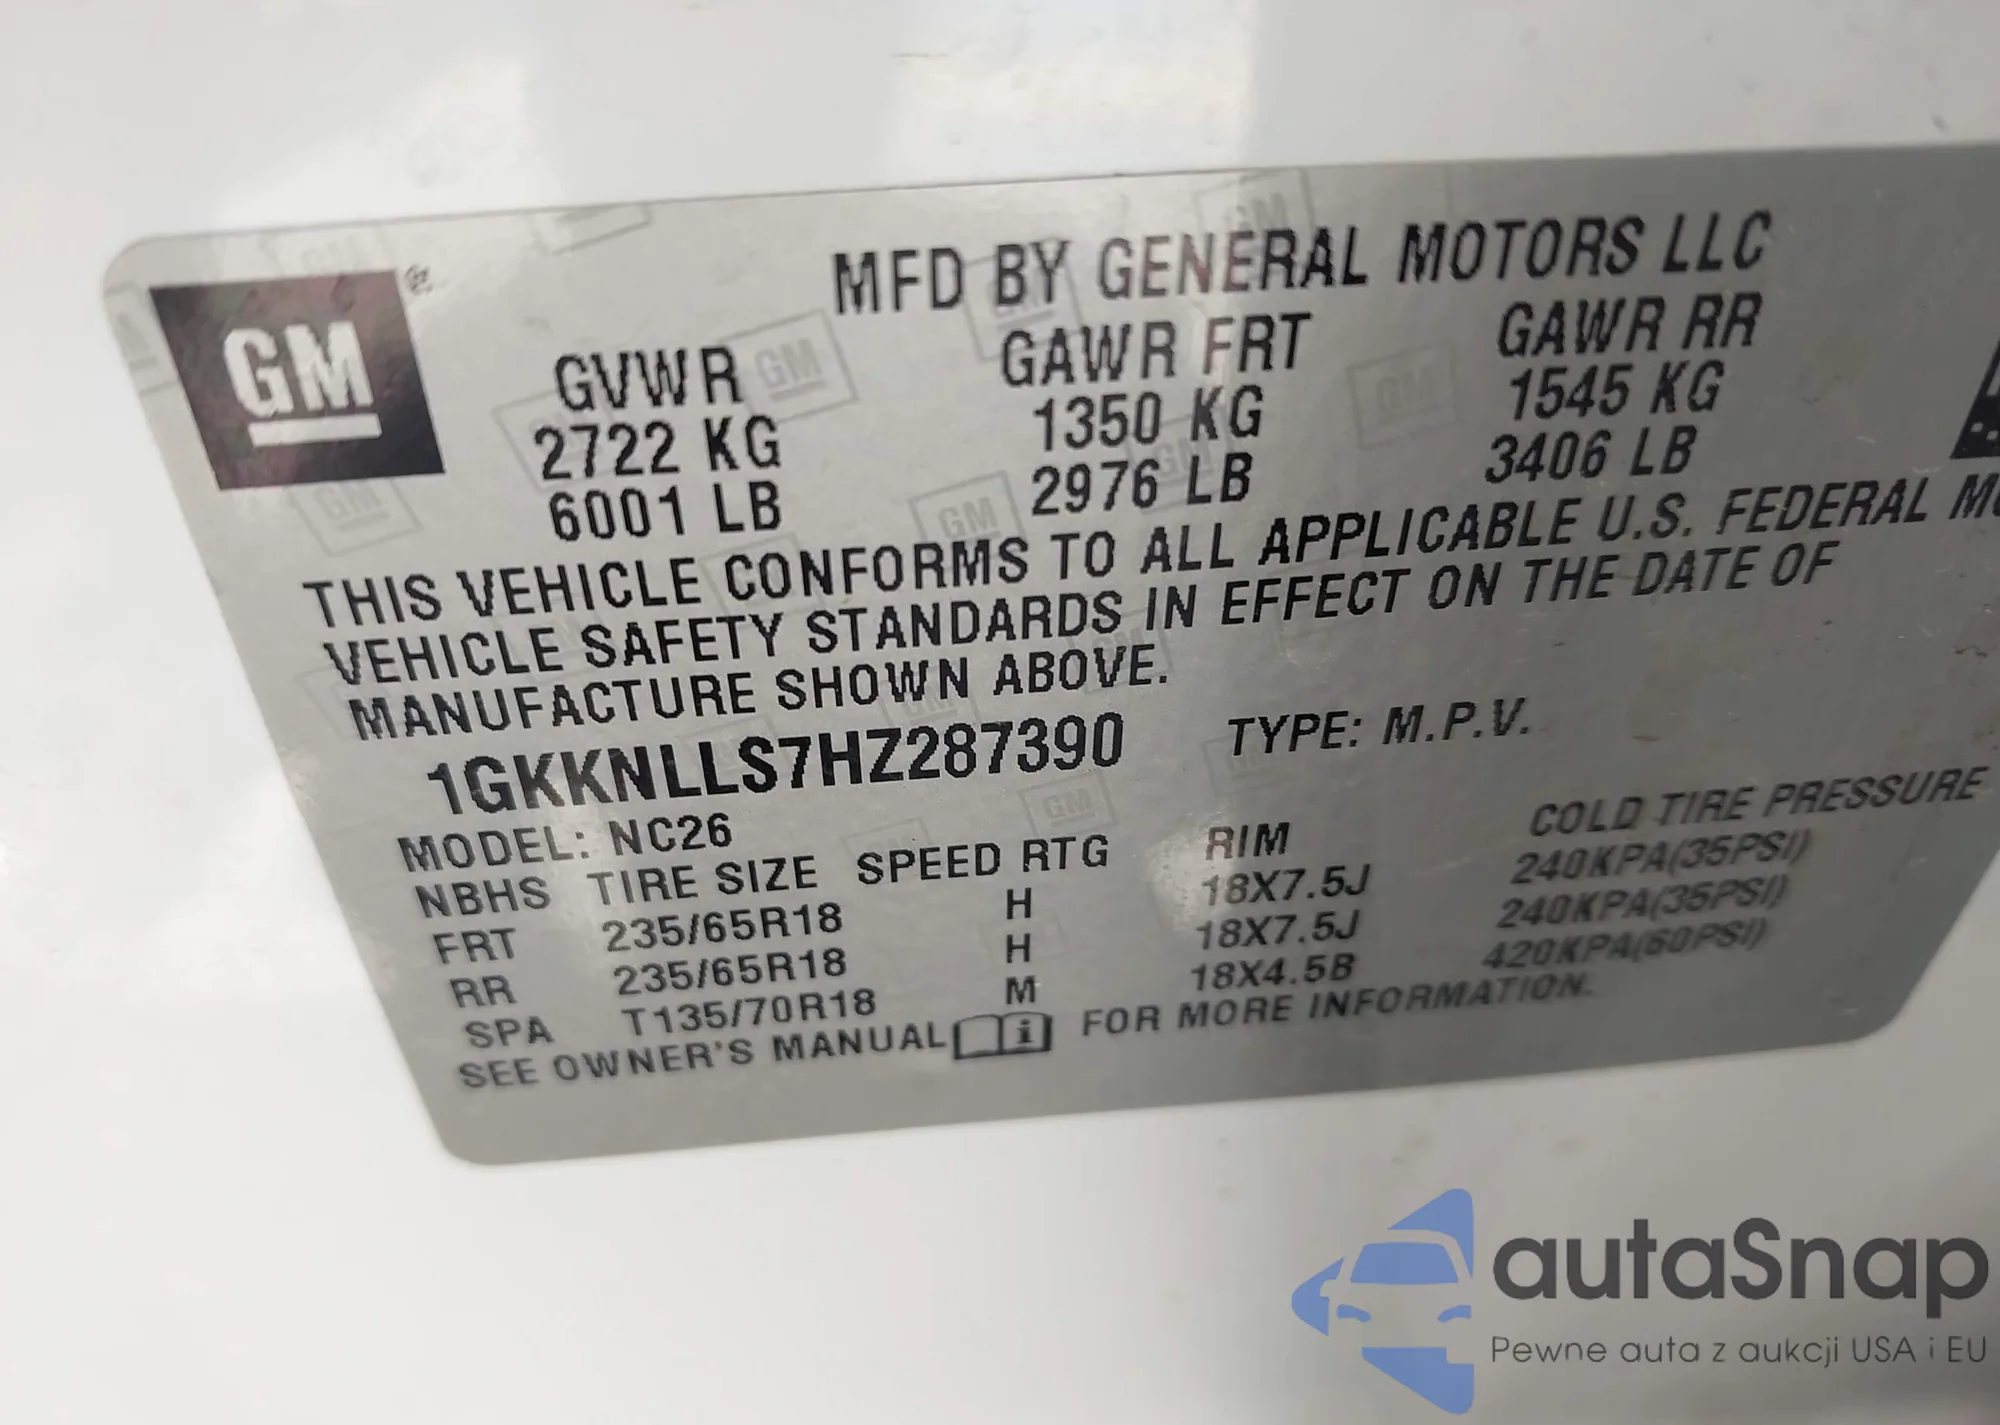 GM
MFD BY GENERAL MOTORS LLC
GVWR GAWR FRT GAWR RR
2722 KG 1350 KG 1545 KG
6001 LB 2976 LB 3406 LB
THIS VEHICLE CONFORMS TO ALL APPLICABLE U.S. FEDERAL
VEHICLE SAFETY STANDARDS IN EFFECT ON THE DATE OF
MANUFACTURE SHOWN ABOVE.
1GKKNLLS7HZ287390 TYPE: M.P.V.
MODEL: NC26
NBHS TIRE SIZE SPEED RTG RIM COLD TIRE PRESSURE
FRT 235/65R18 H 18X7.5J 240KPA(35PSI)
RR 235/65R18 H 18X7.5J 240KPA(35PSI)
SPA T135/70R18 M 18X4.5B 420KPA(60PSI)
SEE OWNER'S MANUAL i FOR MORE INFORMATION.
autaSnap
Pewne auta z aukcji USA i EU